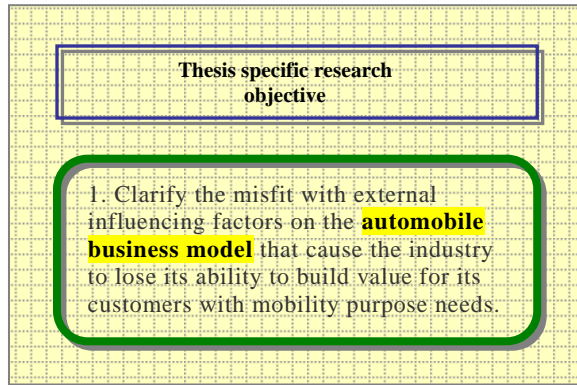 Thesis specific research
objective
1. Clarify the misfit with external
influencing factors on the automobile
business model that cause the industry
to lose its ability to build value for its
customers with mobility purpose needs.